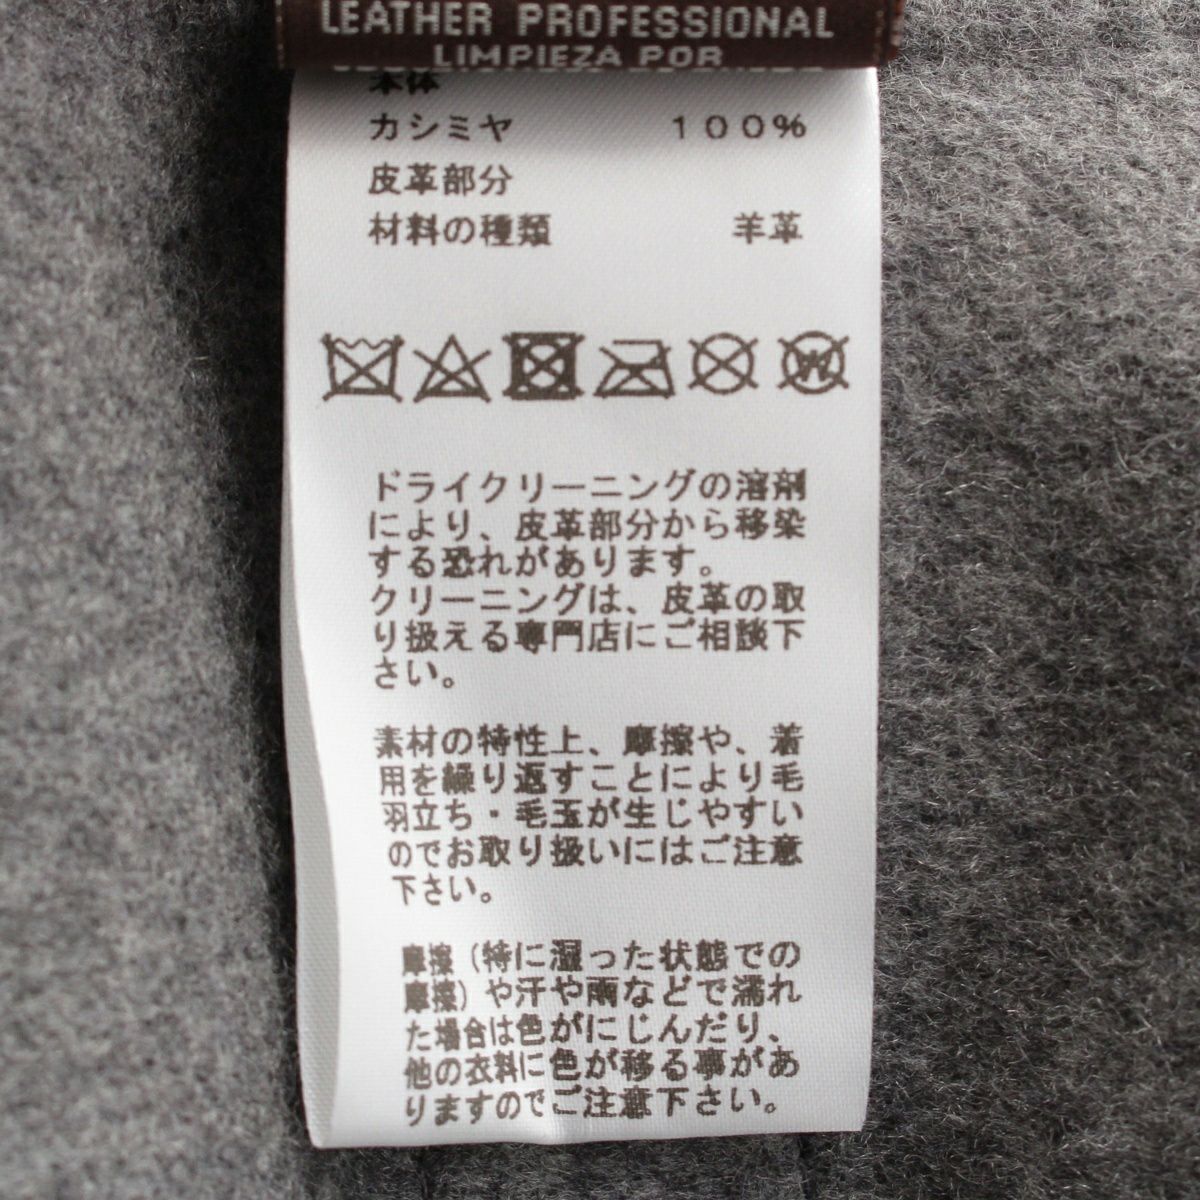 LEATHER PROFESSIONAL
LIMPIEZA POR
本体
カシミヤ 100%
皮革部分
材料の種類 羊革
W
ドライクリーニングの溶剤
により、皮革部分から移染
する恐れがあります。
クリーニングは、皮革の取
り扱える専門店にご相談下
さい。
素材の特性上、摩擦や、着
用を繰り返すことにより毛
羽立ち・毛玉が生じやすい
のでお取り扱いにはご注意
下さい。
摩擦（特に湿った状態での
摩擦）や汗や雨などで濡れ
た場合は色がにじんだり、
他の衣料に色が移る事があ
りますのでご注意下さい。